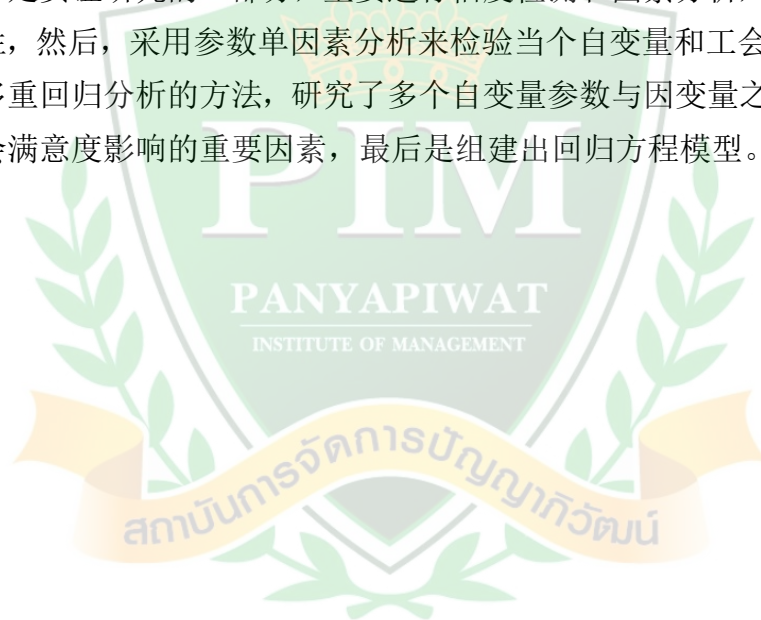 性，然后，采用参数单因素分析来检验当个自变量和工会
多重回归分析的方法，研究了多个自变量参数与因变量之
会满意度影响的重要因素，最后是组建出回归方程模型。
PIM
PANYAPIWAT
INSTITUTE OF MANAGEMENT
สถาบันการจัดการปัญญาภิวัฒน์